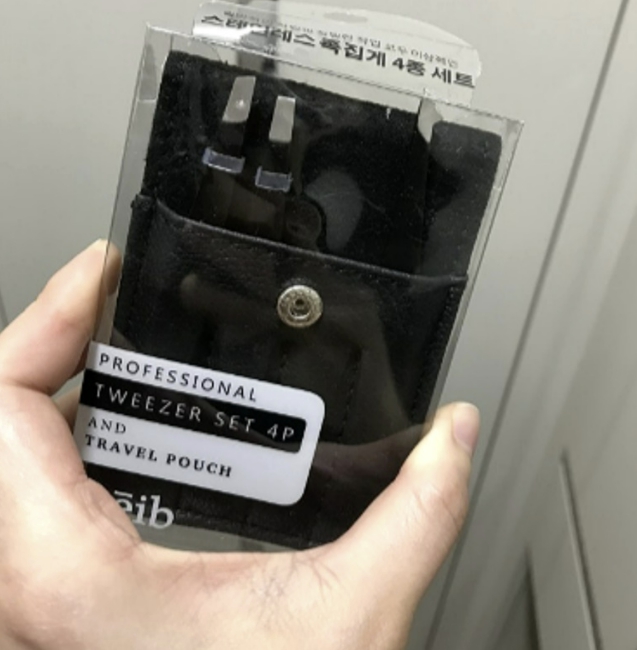 스테인레스 족집게 4종 세트
PROFESSIONAL
TWEEZER SET 4P
AND
TRAVEL POUCH
ēib